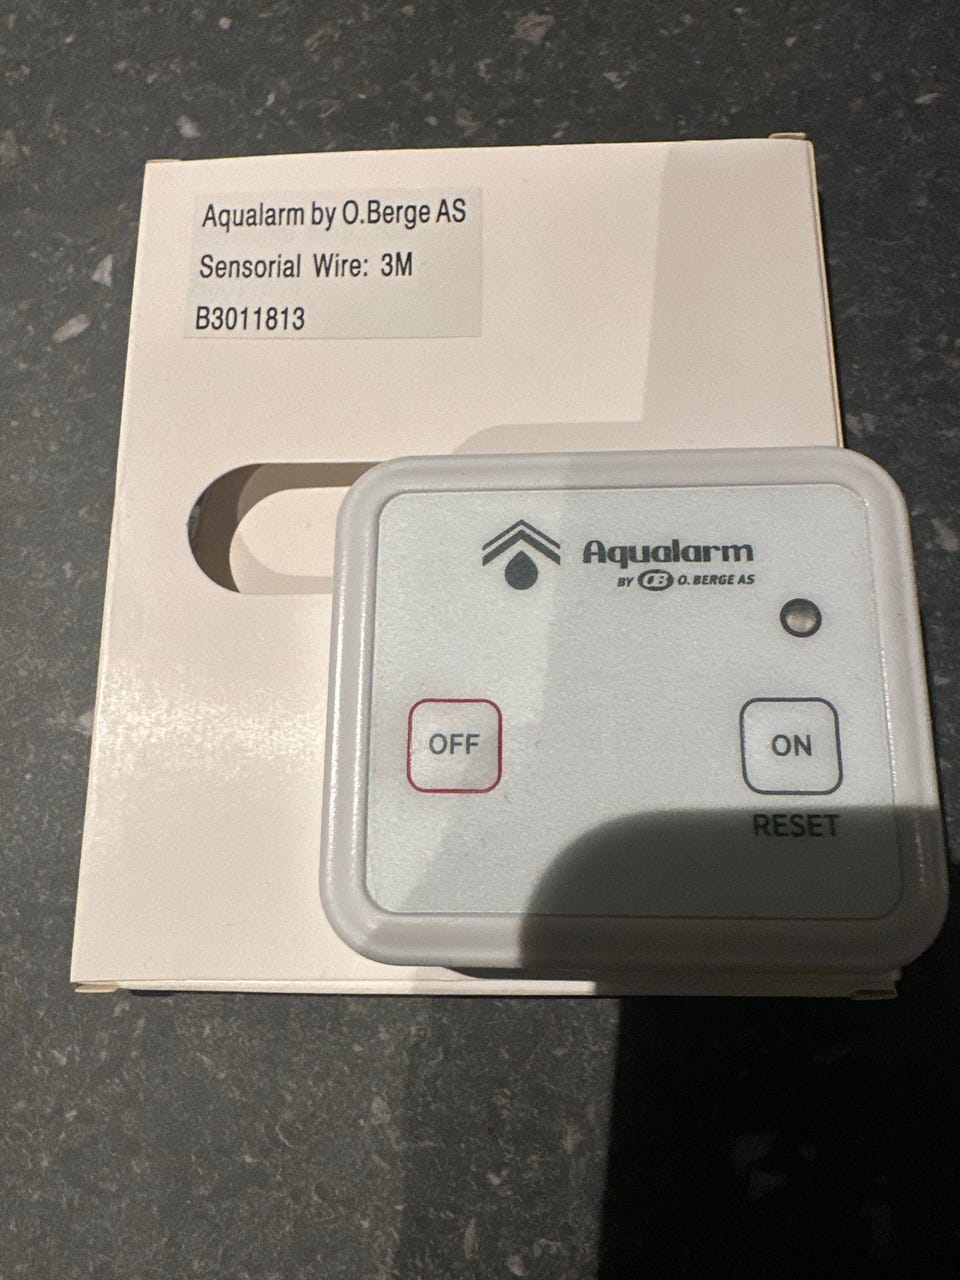 Aqualarm by O.Berge AS
Sensorial Wire: 3M
B3011813
Aqualarm
BY OB O. BERGE AS
OFF
ON
RESET